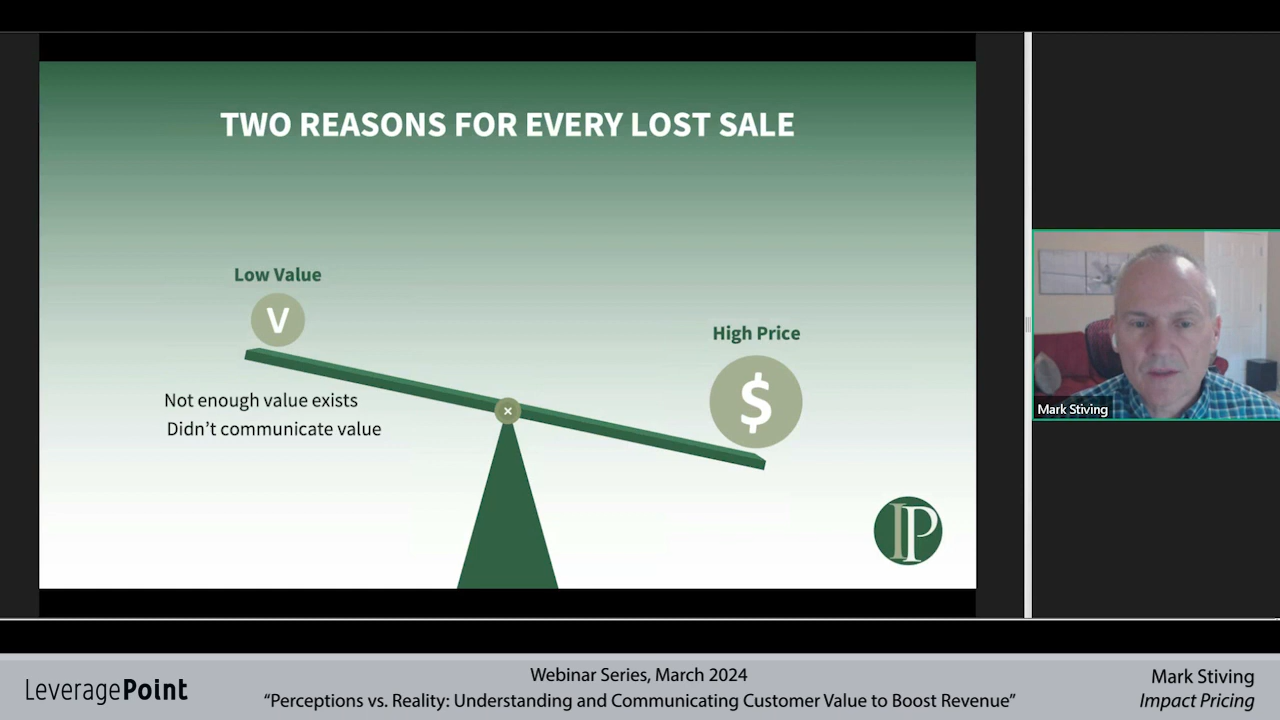 TWO REASONS FOR EVERY LOST SALE
Low Value
V
High Price
$
Not enough value exists
Didn’t communicate value
×
IP
Mark Stiving
LeveragePoint
Webinar Series, March 2024
“Perceptions vs. Reality: Understanding and Communicating Customer Value to Boost Revenue”
Mark Stiving
Impact Pricing